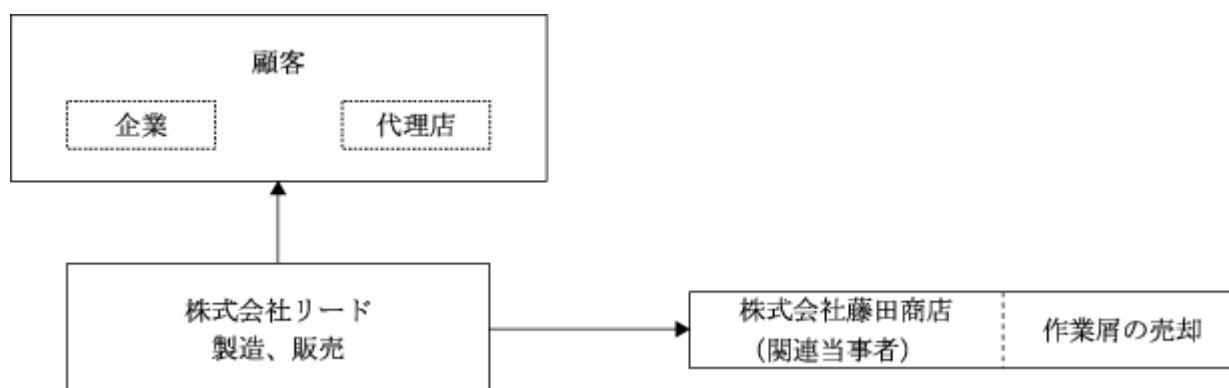 顧客
企業
代理店
株式会社リード
製造、販売
株式会社藤田商店
（関連当事者）
作業屑の売却